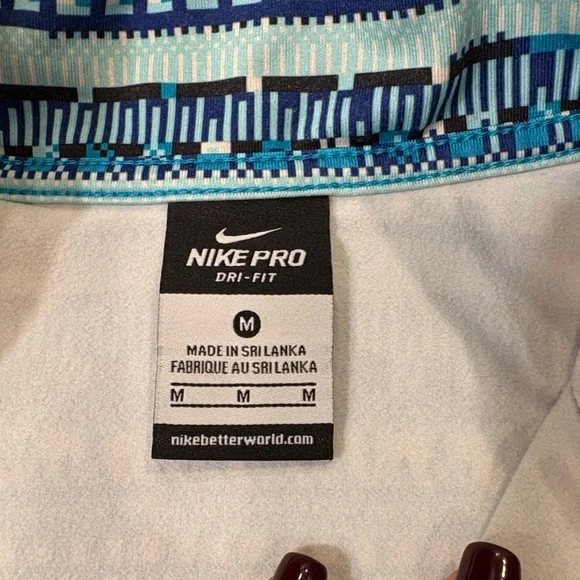 NIKE PRO
DRI-FIT
M
MADE IN SRI LANKA
FABRIQUE AU SRI LANKA
M M M
nikebetterworld.com